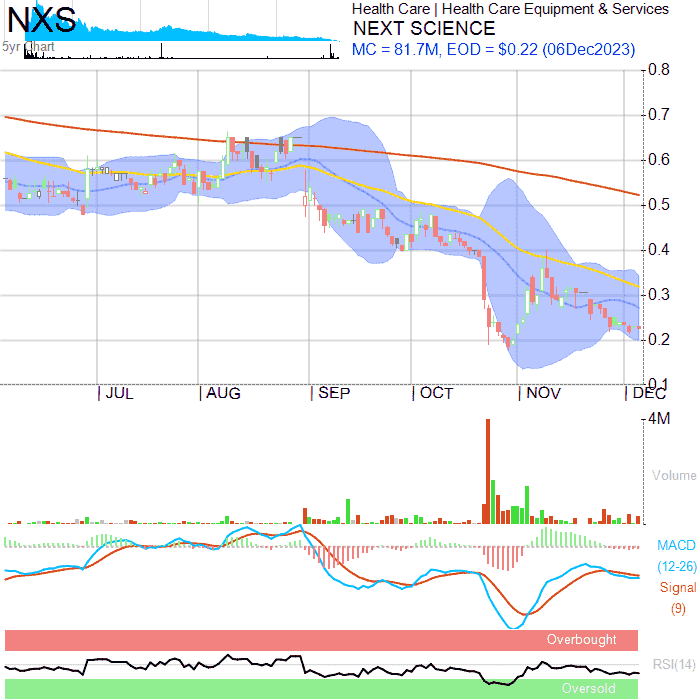 NXS
5yr Chart
Health Care | Health Care Equipment & Services
NEXT SCIENCE
MC = 81.7M, EOD = $0.22 (06Dec2023)
0.8
0.7
0.6
0.5
0.4
0.3
0.2
0.1
JUL
AUG
SEP
OCT
NOV
DEC
4M
Volume
MACD
(12-26)
Signal
(9)
Overbought
RSI(14)
Oversold